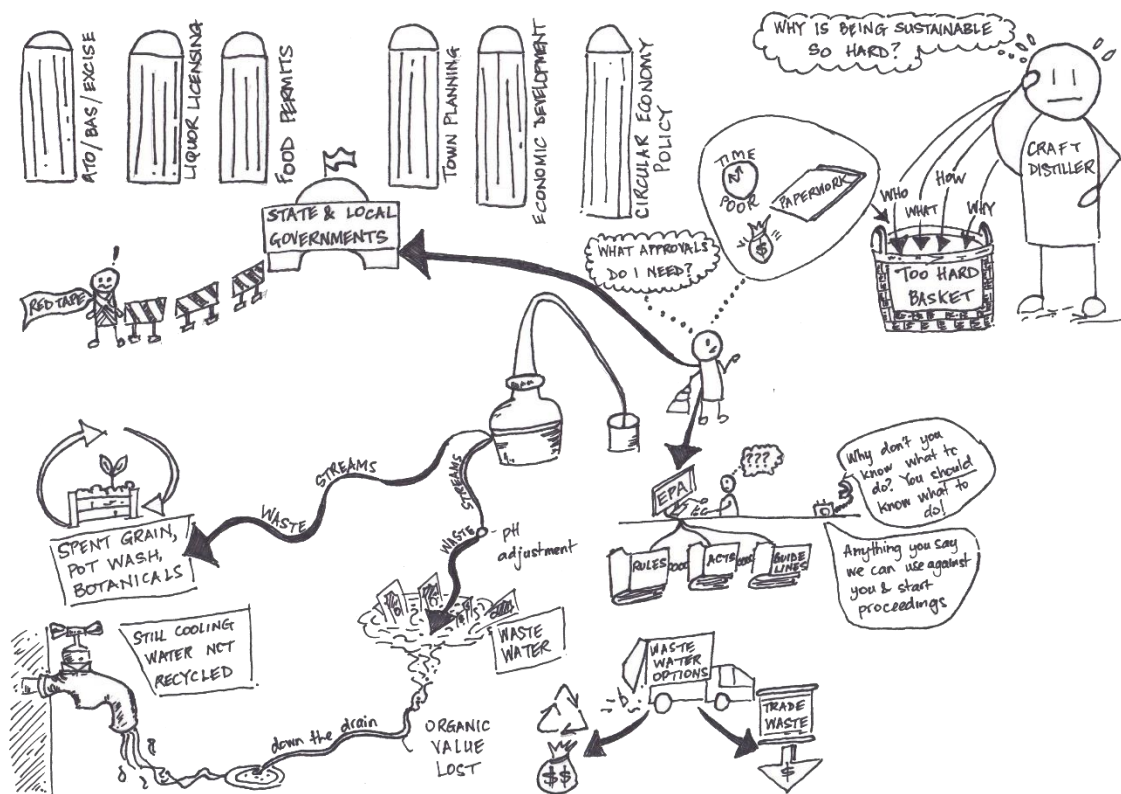 ATO/BAS/EXCISE
LIQUOR LICENSING
FOOD PERMITS
TOWN PLANNING
ECONOMIC DEVELOPMENT
CIRCULAR ECONOMY
POLICY
WHY IS BEING SUSTAINABLE
SO HARD?
CRAFT
DISTILLER
WHO
WHAT
HOW
WHY
TOO HARD
BASKET
TIME
POOR
PAPERWORK
$
WHAT APPROVALS
DO I NEED?
STATE & LOCAL
GOVERNMENTS
!
RED TAPE
WASTE STREAMS
WASTE STREAMS
pH
adjustment
SPENT GRAIN,
POT WASH,
BOTANICALS
STILL COOLING
WATER NOT
RECYCLED
WASTE
WATER
down the drain
ORGANIC
VALUE
LOST
???
EPA
RULES
ACTS
GUIDE
LINES
Why don't you
know what to
do? You should
know what to
do!
Anything you say
we can use against
you & start
proceedings
WASTE
WATER
OPTIONS
$$
TRADE
WASTE
$